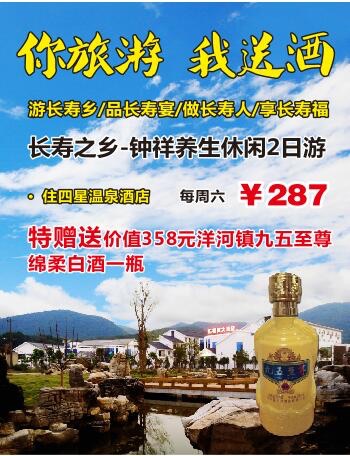 你旅游 我送酒
游长寿乡/品长寿宴/做长寿人/享长寿福
长寿之乡-钟祥养生休闲2日游
·住四星温泉酒店 每周六 ￥287
特赠送价值358元洋河镇九五至尊
绵柔白酒一瓶